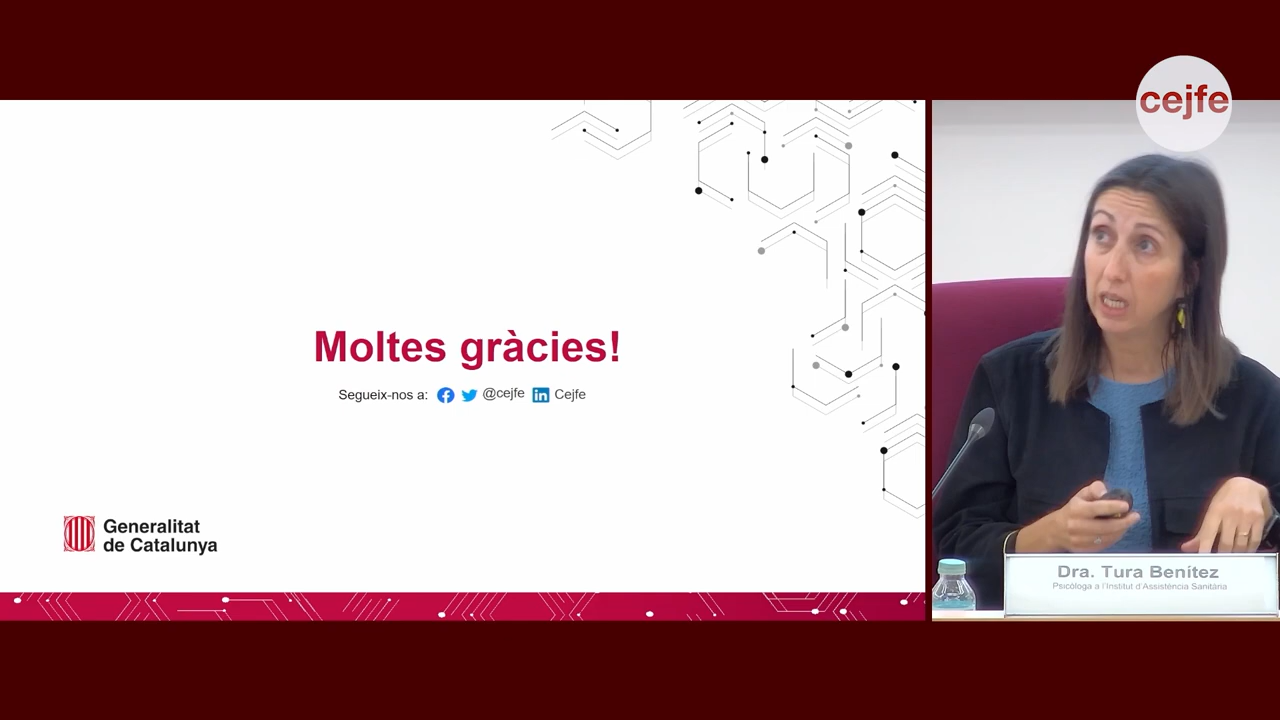 cejfe
Moltes gràcies!
Segueix-nos a: @cejfe Cejfe
Generalitat
de Catalunya
Dra. Tura Benítez
Psicòloga a l'Institut d'Assistència Sanitària